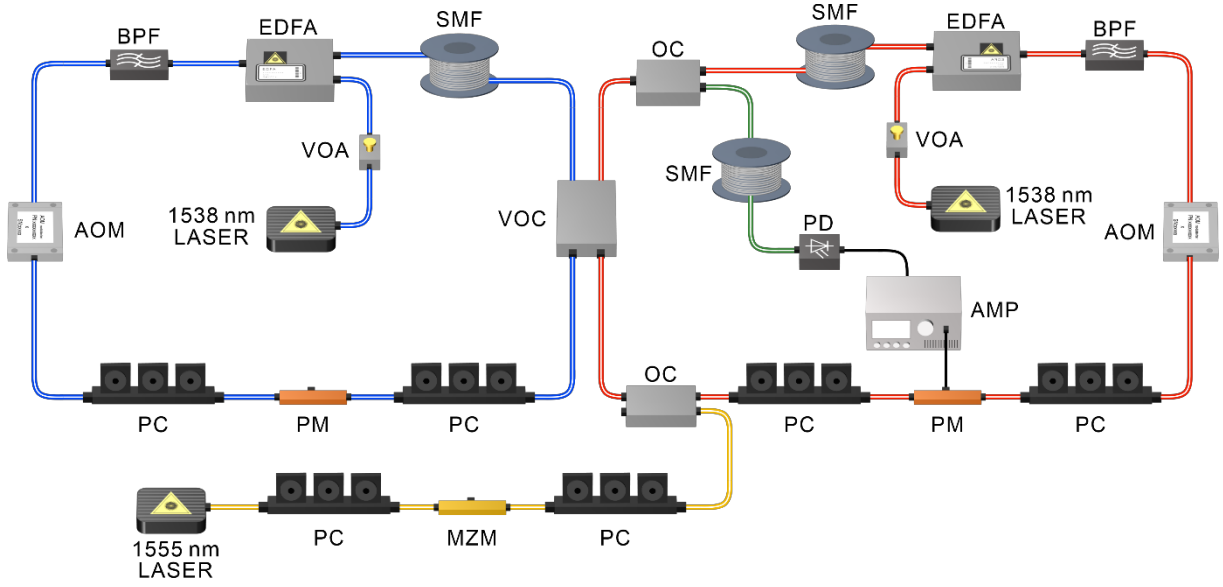 SMF
EDFA
EDFA
SMF
BPF
OC
BPF
VOA
VOA
SMF
1538 nm
LASER
1538 nm
LASER
AOM
VOC
PD
AOM
AMP
OC
PC
PM
PC
PC
PM
PC
PC
MZM
PC
1555 nm
LASER